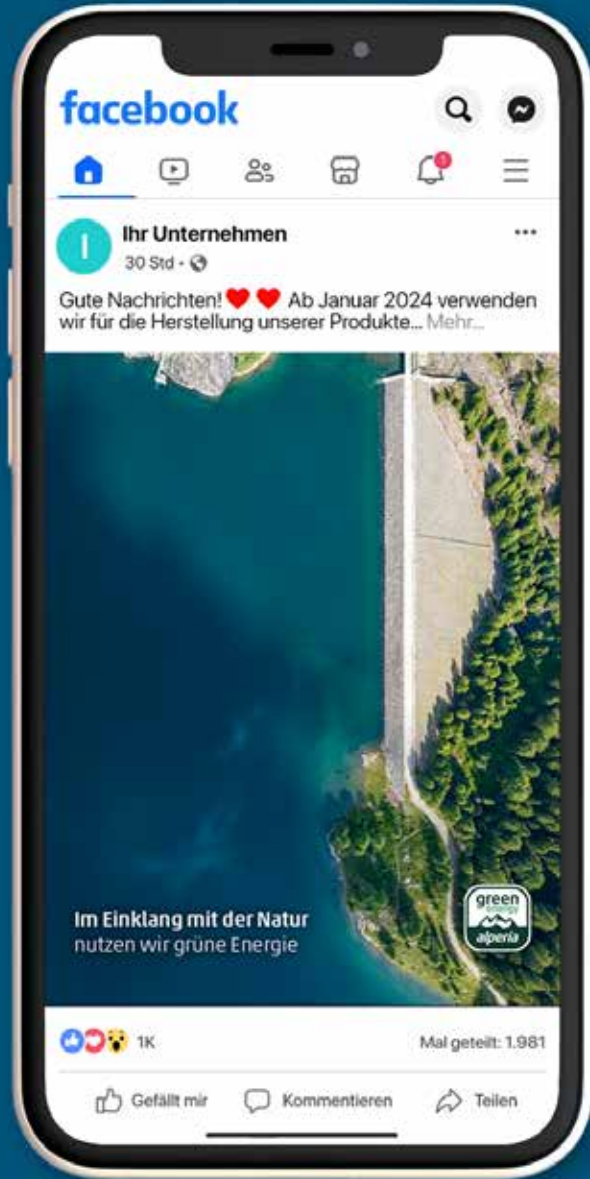 facebook
1
I
Ihr Unternehmen
30 Std •
Gute Nachrichten! ❤️ ❤️ Ab Januar 2024 verwenden
wir für die Herstellung unserer Produkte... Mehr...
Im Einklang mit der Natur
nutzen wir grüne Energie
green
energy
alperia
1K
Mal geteilt: 1.981
Gefällt mir
Kommentieren
Teilen